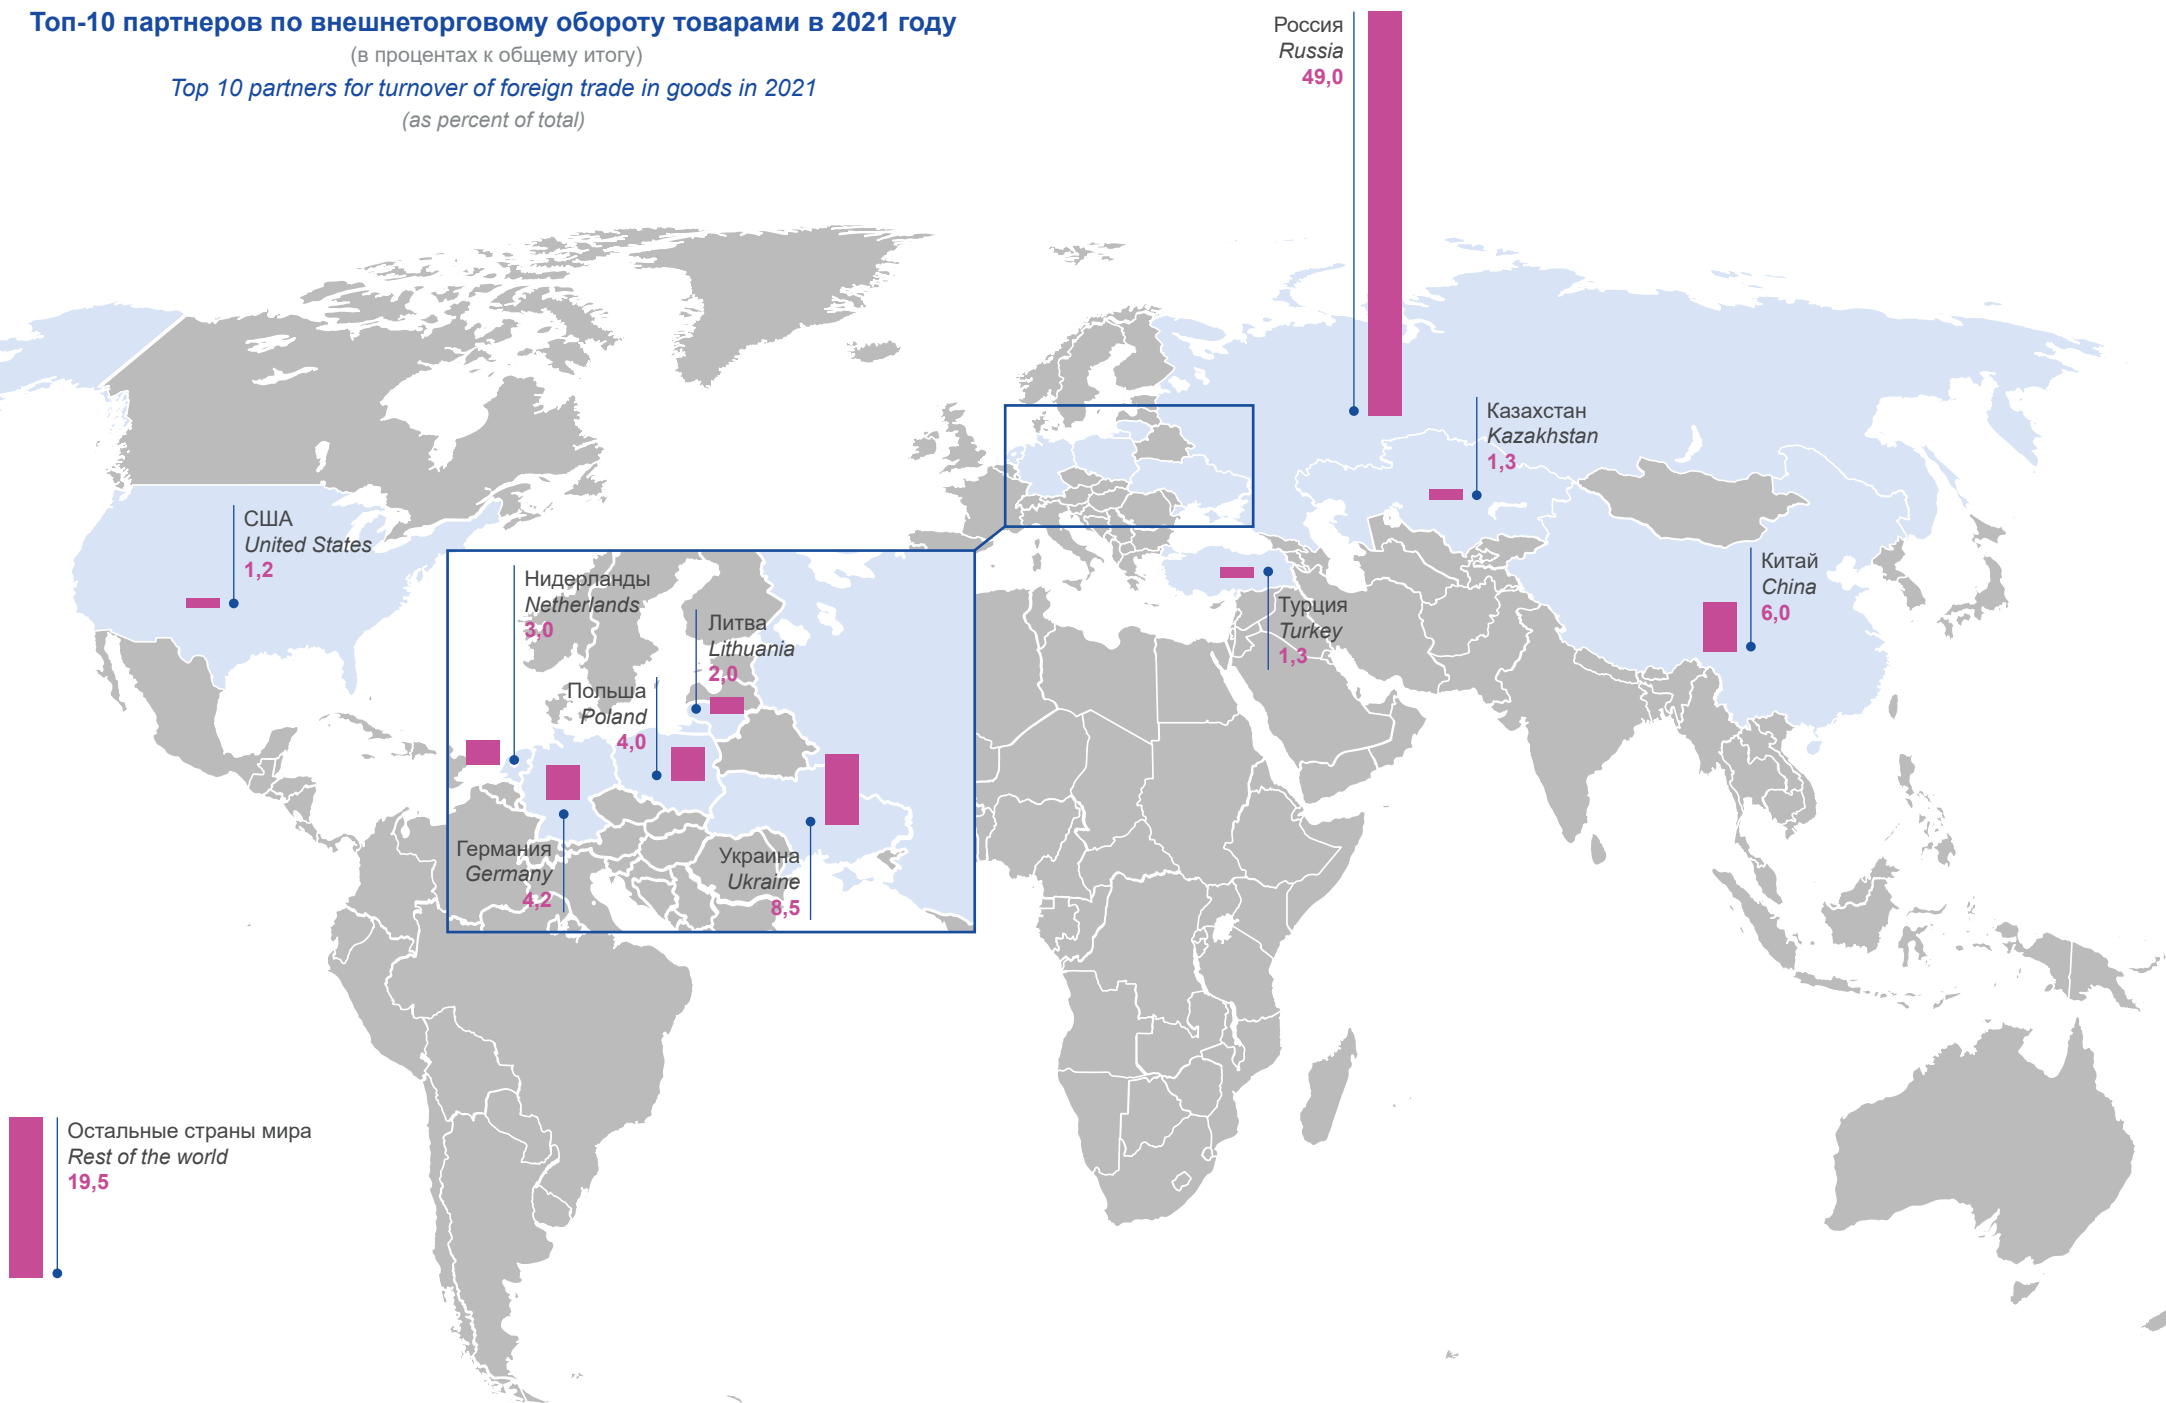 Топ-10 партнеров по внешнеторговому обороту товарами в 2021 году
(в процентах к общему итогу)
Top 10 partners for turnover of foreign trade in goods in 2021
(as percent of total)
Россия
Russia
49,0
Казахстан
Kazakhstan
1,3
США
United States
1,2
Китай
China
6,0
Турция
Turkey
1,3
Нидерланды
Netherlands
3,0
Литва
Lithuania
2,0
Польша
Poland
4,0
Германия
Germany
4,2
Украина
Ukraine
8,5
Остальные страны мира
Rest of the world
19,5